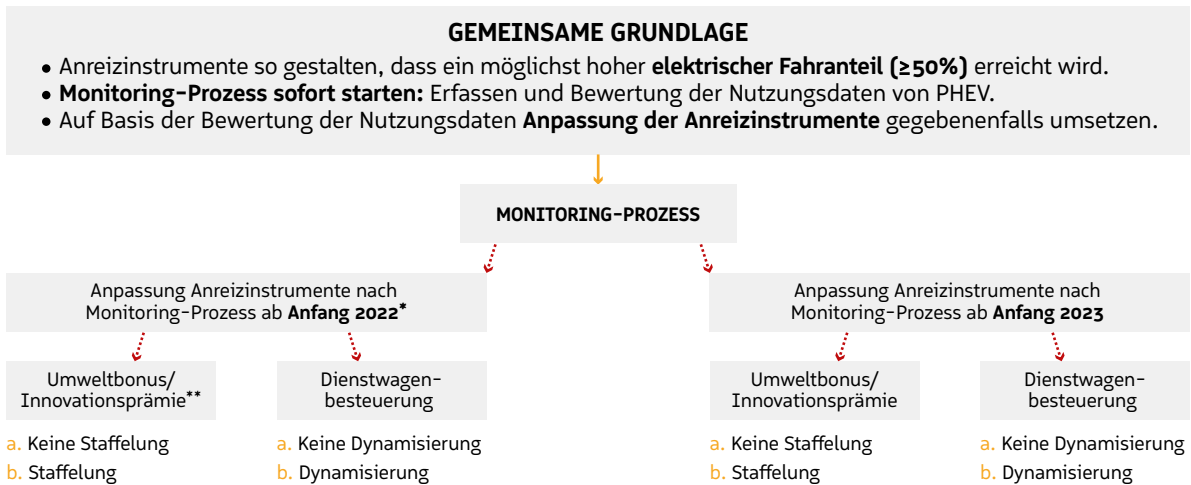 GEMEINSAME GRUNDLAGE
• Anreizinstrumente so gestalten, dass ein möglichst hoher elektrischer Fahranteil (≥50%) erreicht wird.
• Monitoring-Prozess sofort starten: Erfassen und Bewertung der Nutzungsdaten von PHEV.
• Auf Basis der Bewertung der Nutzungsdaten Anpassung der Anreizinstrumente gegebenenfalls umsetzen.
MONITORING-PROZESS
Anpassung Anreizinstrumente nach
Monitoring-Prozess ab Anfang 2022*
Umweltbonus/
Innovationsprämie**
a. Keine Staffelung
b. Staffelung
Dienstwagen-
besteuerung
a. Keine Dynamisierung
b. Dynamisierung
Anpassung Anreizinstrumente nach
Monitoring-Prozess ab Anfang 2023
Umweltbonus/
Innovationsprämie
a. Keine Staffelung
b. Staffelung
Dienstwagen-
besteuerung
a. Keine Dynamisierung
b. Dynamisierung